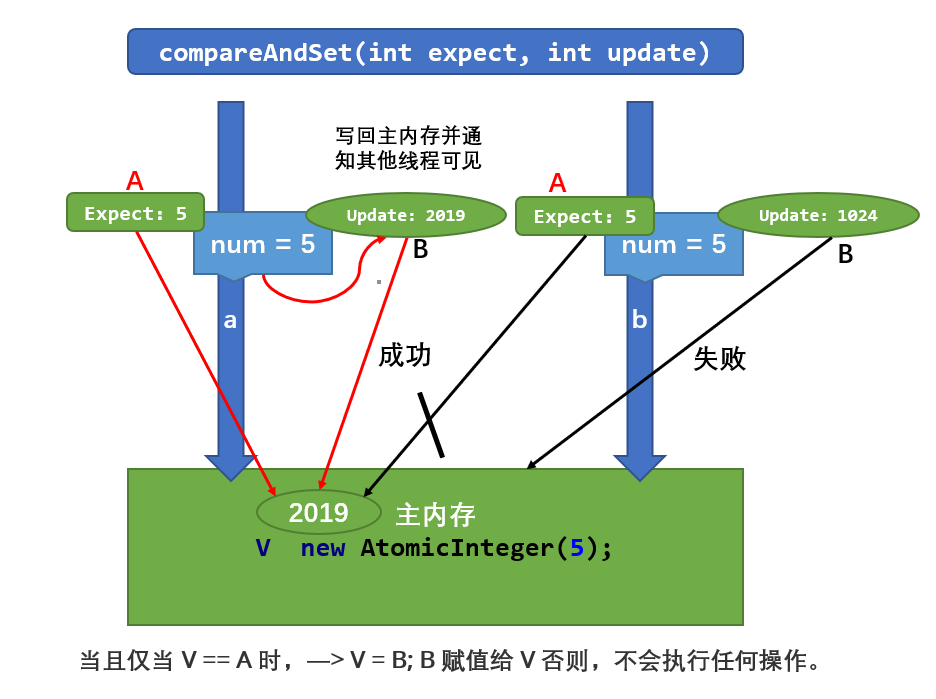 compareAndSet(int expect, int update)
写回主内存并通
知其他线程可见
A
Expect: 5
num = 5
Update: 2019
B
A
Expect: 5
num = 5
Update: 1024
B
a
b
成功
失败
2019
主内存
V new AtomicInteger(5);
当且仅当 V == A 时，—> V = B; B 赋值给 V 否则，不会执行任何操作。